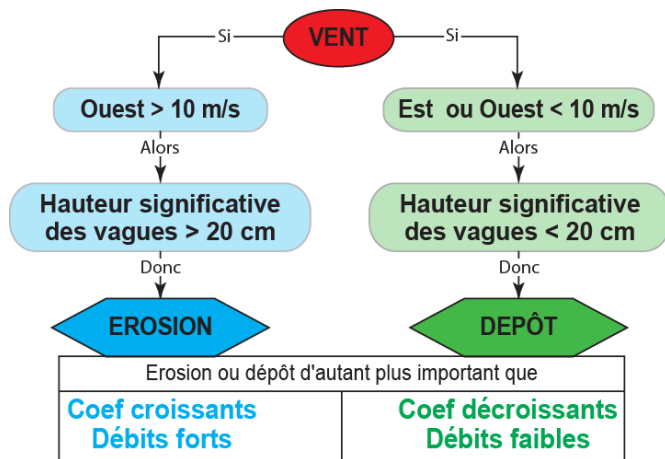 VENT
Si
Si
Ouest > 10 m/s
Est ou Ouest < 10 m/s
Alors
Alors
Hauteur significative
des vagues > 20 cm
Hauteur significative
des vagues < 20 cm
Donc
Donc
EROSION
DEPÔT
Erosion ou dépôt d'autant plus important que
Coef croissants
Débits forts
Coef décroissants
Débits faibles